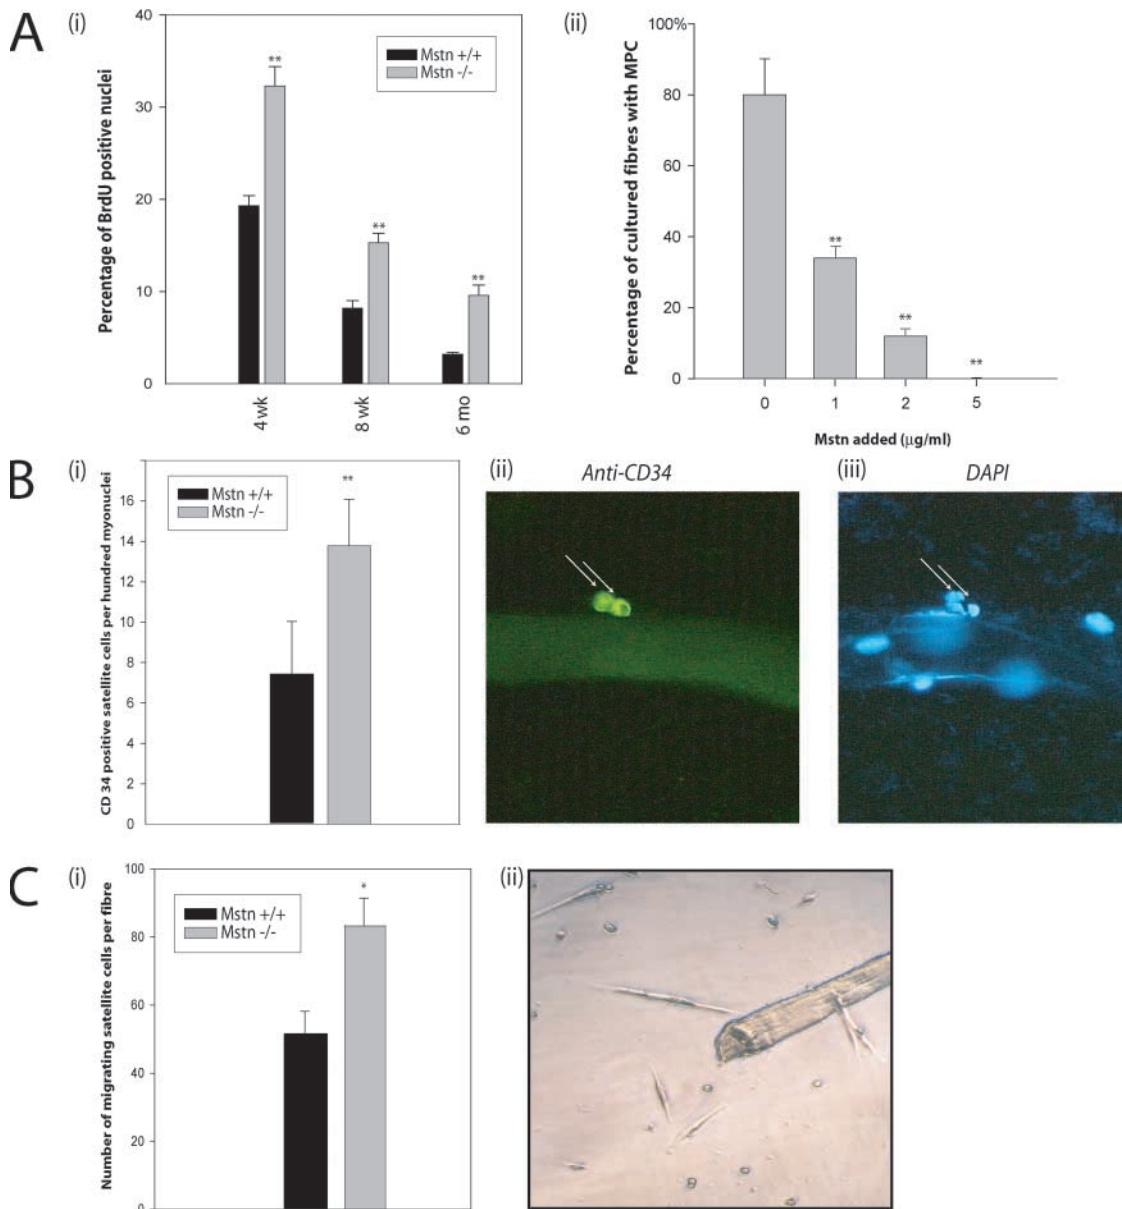 A
(i)
Percentage of BrdU positive nuclei
40
30
20
10
0
Mstn +/+
Mstn -/-
**
**
**
4 wk
8 wk
6 mo
(ii)
Percentage of cultured fibres with MPC
100%
80
60
40
20
0
**
**
**
0
1
2
5
Mstn added (µg/ml)
B
(i)
CD 34 positive satellite cells per hundred myonuclei
16
14
12
10
8
6
4
2
0
Mstn +/+
Mstn -/-
**
(ii)
Anti-CD34
(iii)
DAPI
C
(i)
Number of migrating satellite cells per fibre
100
80
60
40
20
0
Mstn +/+
Mstn -/-
*
(ii)